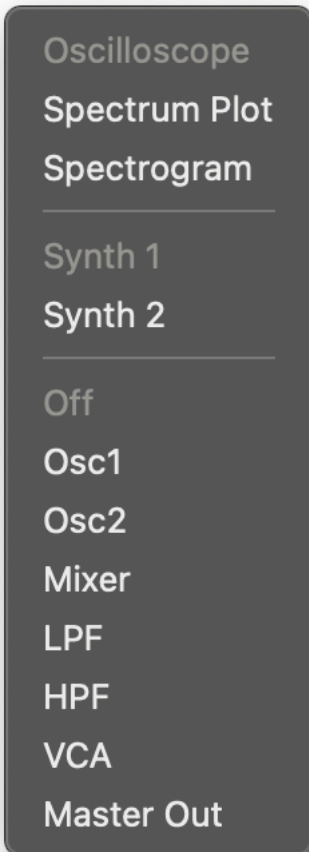 Oscilloscope
Spectrum Plot
Spectrogram
Synth 1
Synth 2
Off
Osc1
Osc2
Mixer
LPF
HPF
VCA
Master Out